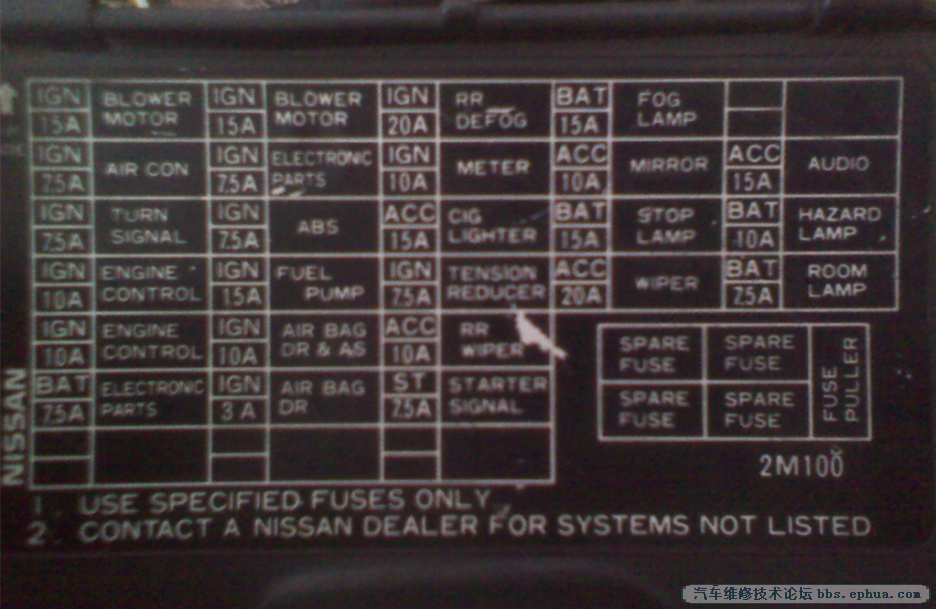 IGN BLOWER IGN BLOWER IGN RR BAT FOG
15A MOTOR 15A MOTOR 20A DEFOG 15A LAMP
IGN AIR CON IGN ELECTRONIC IGN METER ACC MIRROR ACC AUDIO
7.5A 7.5A PARTS 10A 10A 15A
IGN TURN IGN ABS ACC CIG BAT STOP BAT HAZARD
7.5A SIGNAL 7.5A 15A LIGHTER 15A LAMP 10A LAMP
IGN ENGINE IGN FUEL IGN TENSION ACC WIPER BAT ROOM
10A CONTROL 15A PUMP 7.5A REDUCER 20A 7.5A LAMP
IGN ENGINE IGN AIR BAG ACC RR
10A CONTROL 10A DR & AS 10A WIPER
BAT ELECTRONIC IGN AIR BAG ST STARTER
7.5A PARTS 3A DR 7.5A SIGNAL
SPARE SPARE
FUSE FUSE
SPARE SPARE
FUSE FUSE
FUSE
PULLER
2M100
NISSAN
1. USE SPECIFIED FUSES ONLY
2. CONTACT A NISSAN DEALER FOR SYSTEMS NOT LISTED
汽车维修技术论坛 bbs.ephua.com